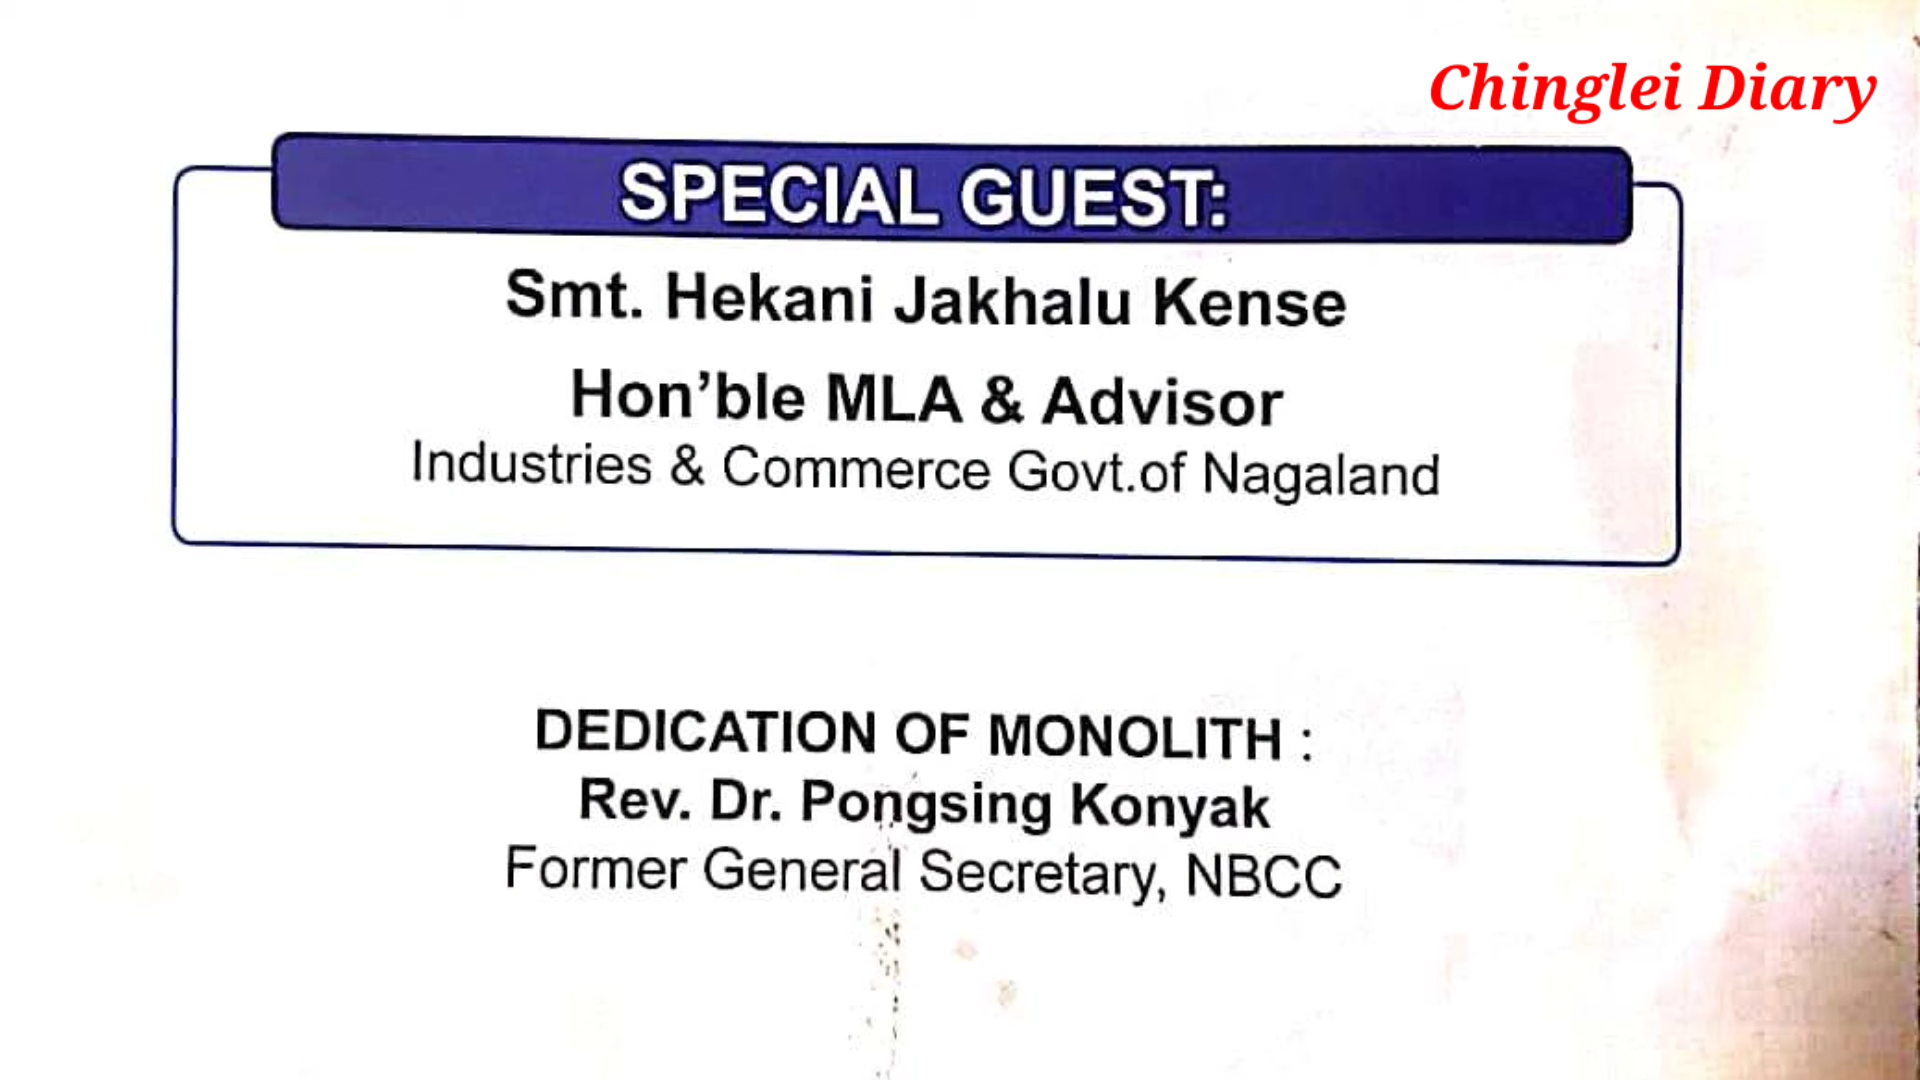 Chinglei Diary
SPECIAL GUEST:
Smt. Hekani Jakhalu Kense
Hon’ble MLA & Advisor
Industries & Commerce Govt.of Nagaland
DEDICATION OF MONOLITH :
Rev. Dr. Pongsing Konyak
Former General Secretary, NBCC